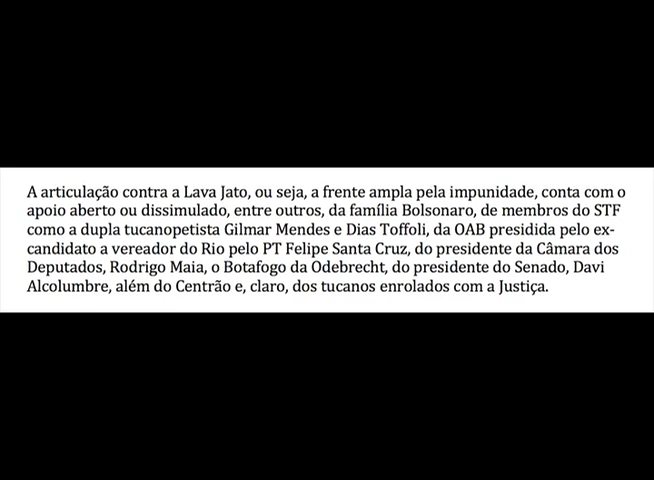 A articulação contra a Lava Jato, ou seja, a frente ampla pela impunidade, conta com o
apoio aberto ou dissimulado, entre outros, da família Bolsonaro, de membros do STF
como a dupla tucanopetista Gilmar Mendes e Dias Toffoli, da OAB presidida pelo ex-
candidato a vereador do Rio pelo PT Felipe Santa Cruz, do presidente da Câmara dos
Deputados, Rodrigo Maia, o Botafogo da Odebrecht, do presidente do Senado, Davi
Alcolumbre, além do Centrão e, claro, dos tucanos enrolados com a Justiça.